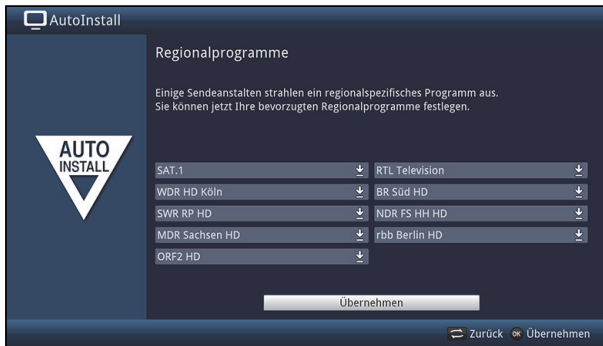 AutoInstall
Regionalprogramme
Einige Sendeanstalten strahlen ein regionalspezifisches Programm aus.
Sie können jetzt Ihre bevorzugten Regionalprogramme festlegen.
AUTO
INSTALL
SAT.1
RTL Television
WDR HD Köln
BR Süd HD
SWR RP HD
NDR FS HH HD
MDR Sachsen HD
rbb Berlin HD
ORF2 HD
Übernehmen
Zurück OK Übernehmen